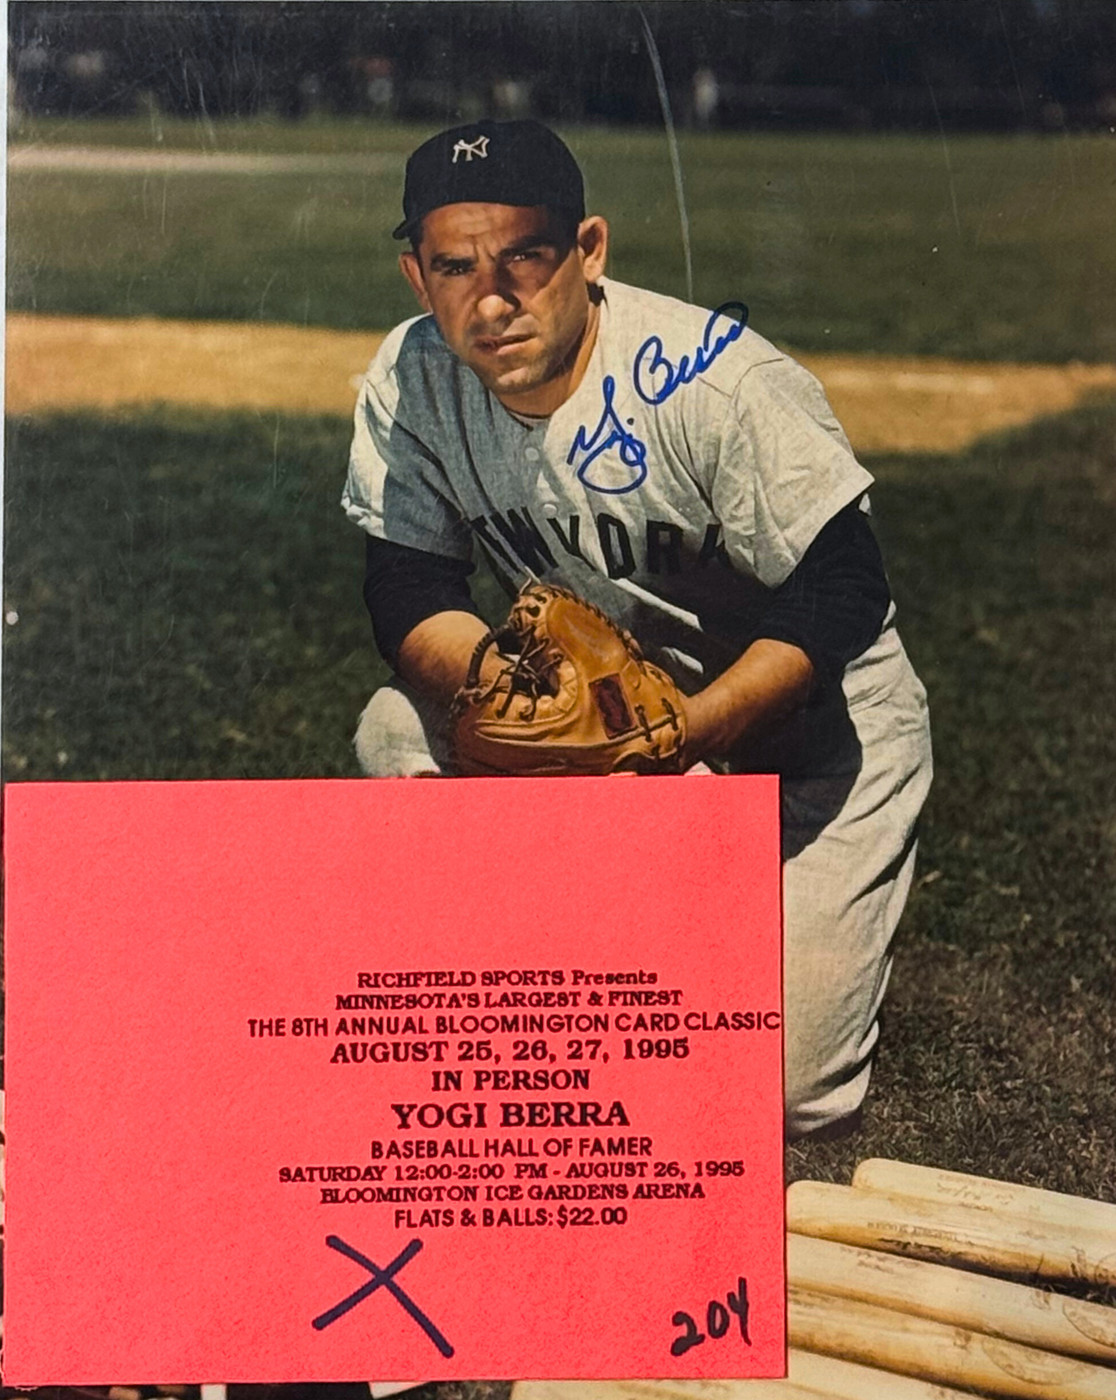 NY
Yogi Berra
EW YORK
RICHFIELD SPORTS Presents
MINNESOTA'S LARGEST & FINEST
THE 8TH ANNUAL BLOOMINGTON CARD CLASSIC
AUGUST 25, 26, 27, 1995
IN PERSON
YOGI BERRA
BASEBALL HALL OF FAMER
SATURDAY 12:00-2:00 PM - AUGUST 26, 1995
BLOOMINGTON ICE GARDENS ARENA
FLATS & BALLS: $22.00
X
204